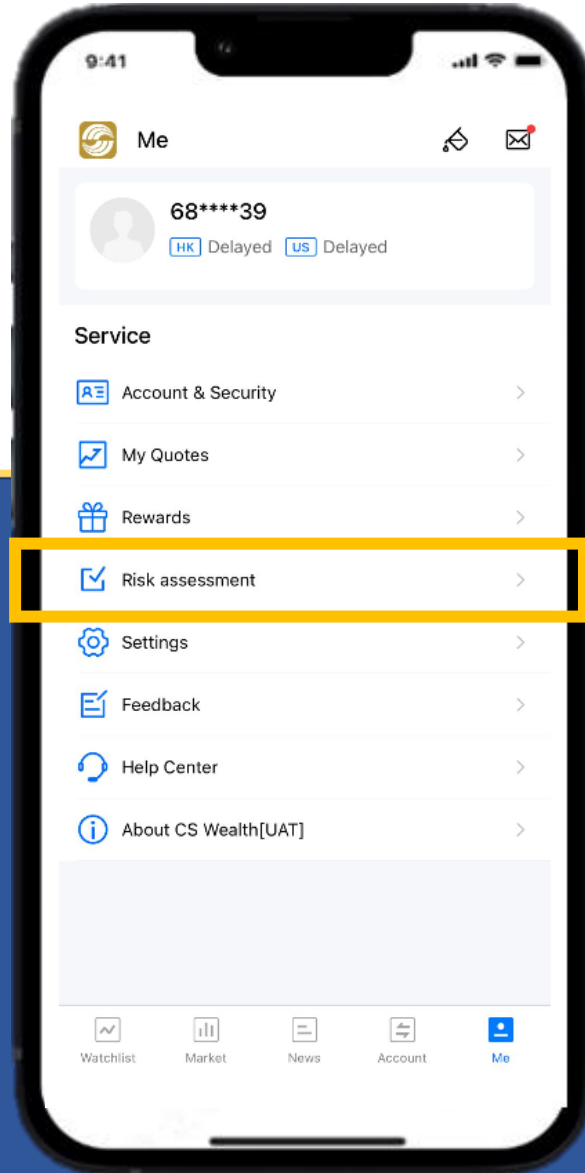 9:41
Me
68****39
HK Delayed US Delayed
Service
Account & Security
My Quotes
Rewards
Risk assessment
Settings
Feedback
Help Center
About CS Wealth[UAT]
Watchlist Market News Account Me